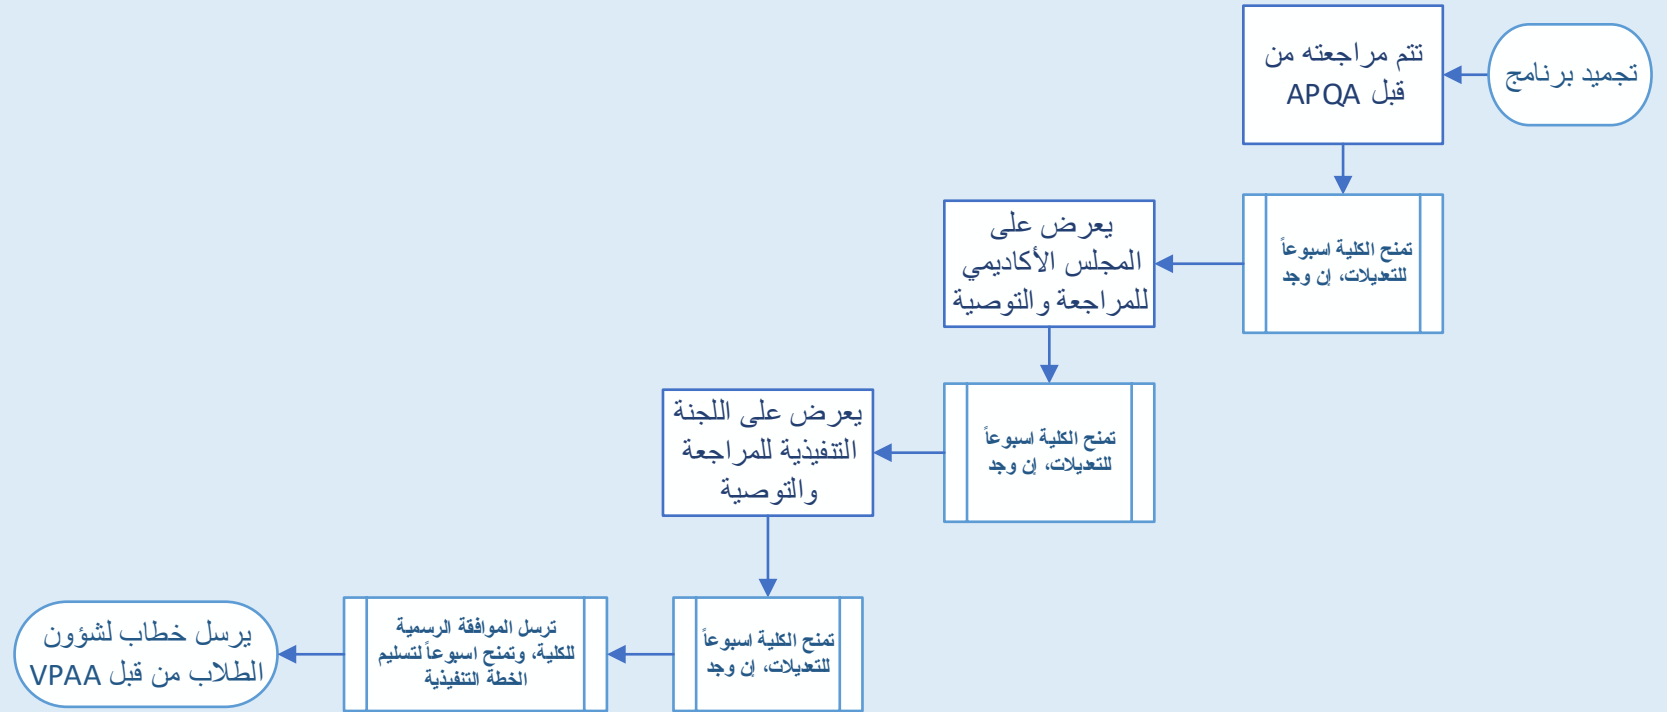 تجميد برنامج
تتم مراجعته من
قبل APQA
تمنح الكلية اسبوعاً
للتعديلات، إن وجد
يعرض على
المجلس الأكاديمي
للمراجعة والتوصية
تمنح الكلية اسبوعاً
للتعديلات، إن وجد
يعرض على اللجنة
التنفيذية للمراجعة
والتوصية
تمنح الكلية اسبوعاً
للتعديلات، إن وجد
ترسل الموافقة الرسمية
للكلية، وتمنح اسبوعاً لتسليم
الخطة التنفيذية
يرسل خطاب لشؤون
الطلاب من قبل VPAA